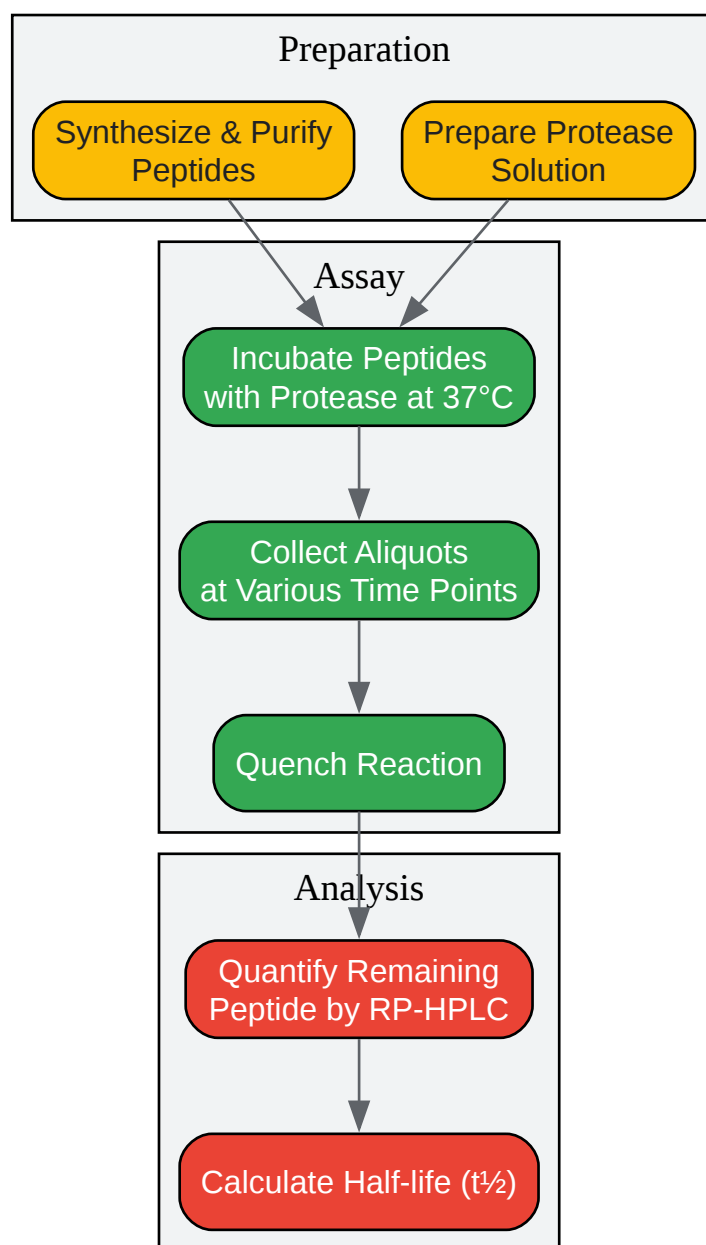 Preparation
Synthesize & Purify
Peptides
Prepare Protease
Solution
Assay
Incubate Peptides
with Protease at 37°C
Collect Aliquots
at Various Time Points
Quench Reaction
Analysis
Quantify Remaining
Peptide by RP-HPLC
Calculate Half-life (t½)